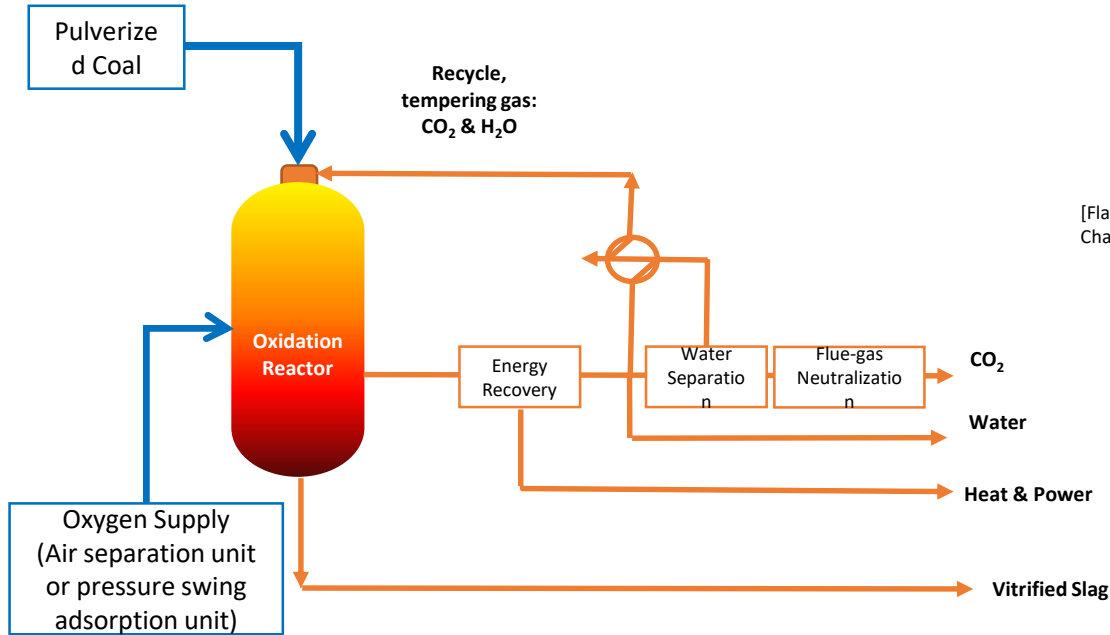 Pulverize
d Coal
Recycle,
tempering gas:
CO₂ & H₂O
[Fla
Cha
Oxidation
Reactor
Energy
Recovery
Water
Separatio
n
Flue-gas
Neutralizatio
n
CO₂
Water
Heat & Power
Oxygen Supply
(Air separation unit
or pressure swing
adsorption unit)
Vitrified Slag